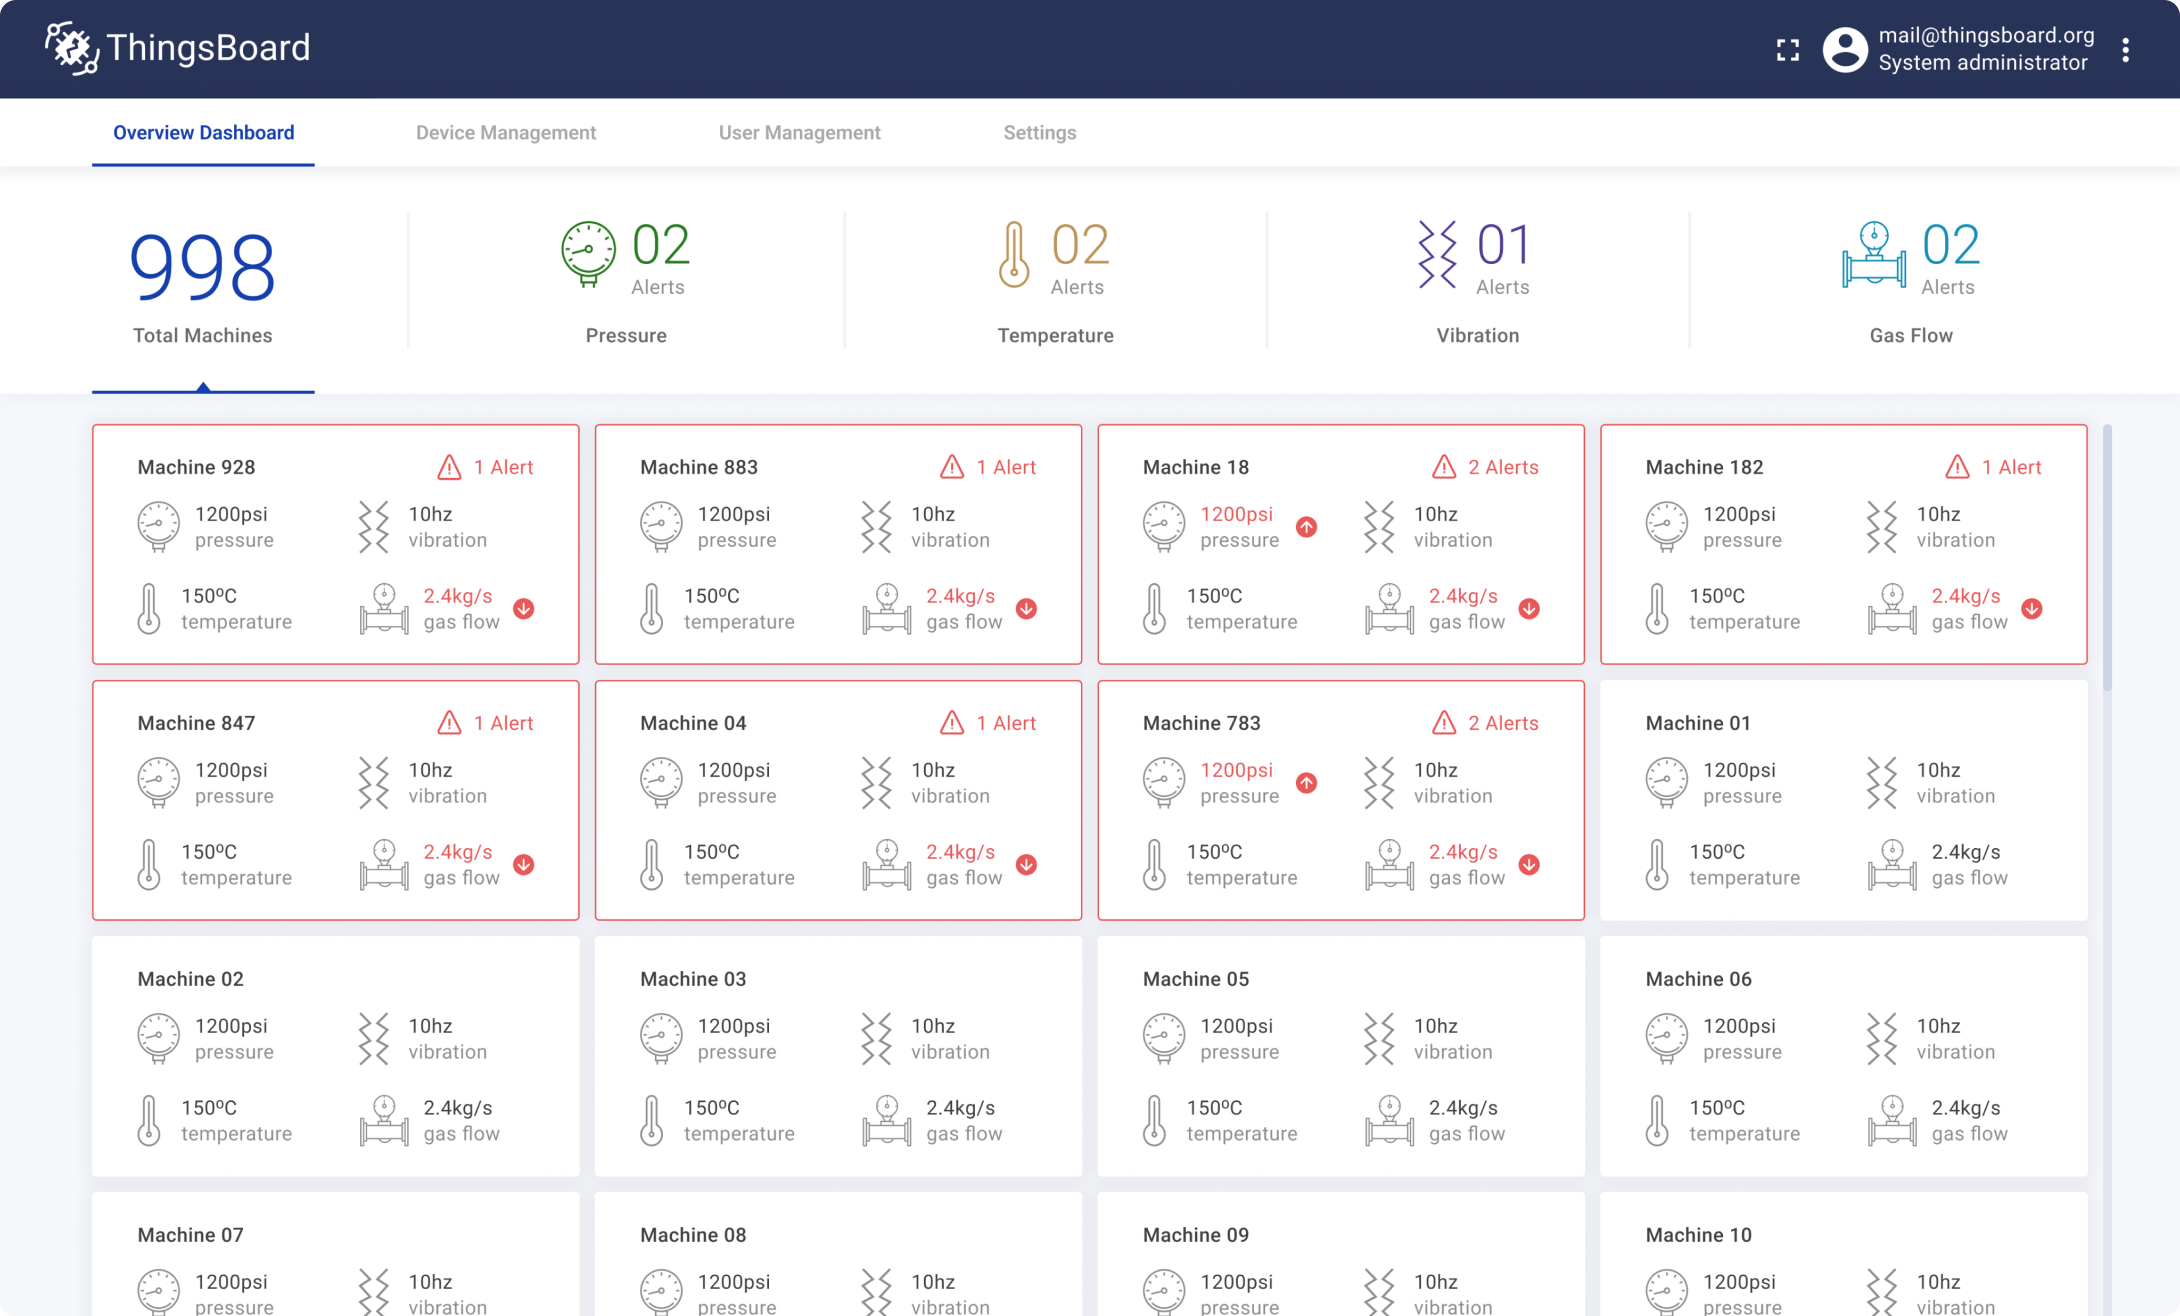 ThingsBoard
mail@thingsboard.org
System administrator
Overview Dashboard
Device Management
User Management
Settings
998
Total Machines
02
Alerts
Pressure
02
Alerts
Temperature
01
Alerts
Vibration
02
Alerts
Gas Flow
Machine 928
1 Alert
1200psi
pressure
10hz
vibration
150ºC
temperature
2.4kg/s
gas flow
Machine 883
1 Alert
1200psi
pressure
10hz
vibration
150ºC
temperature
2.4kg/s
gas flow
Machine 18
2 Alerts
1200psi
pressure
10hz
vibration
150ºC
temperature
2.4kg/s
gas flow
Machine 182
1 Alert
1200psi
pressure
10hz
vibration
150ºC
temperature
2.4kg/s
gas flow
Machine 847
1 Alert
1200psi
pressure
10hz
vibration
150ºC
temperature
2.4kg/s
gas flow
Machine 04
1 Alert
1200psi
pressure
10hz
vibration
150ºC
temperature
2.4kg/s
gas flow
Machine 783
2 Alerts
1200psi
pressure
10hz
vibration
150ºC
temperature
2.4kg/s
gas flow
Machine 01
1200psi
pressure
10hz
vibration
150ºC
temperature
2.4kg/s
gas flow
Machine 02
1200psi
pressure
10hz
vibration
150ºC
temperature
2.4kg/s
gas flow
Machine 03
1200psi
pressure
10hz
vibration
150ºC
temperature
2.4kg/s
gas flow
Machine 05
1200psi
pressure
10hz
vibration
150ºC
temperature
2.4kg/s
gas flow
Machine 06
1200psi
pressure
10hz
vibration
150ºC
temperature
2.4kg/s
gas flow
Machine 07
1200psi
pressure
10hz
vibration
Machine 08
1200psi
pressure
10hz
vibration
Machine 09
1200psi
pressure
10hz
vibration
Machine 10
1200psi
pressure
10hz
vibration